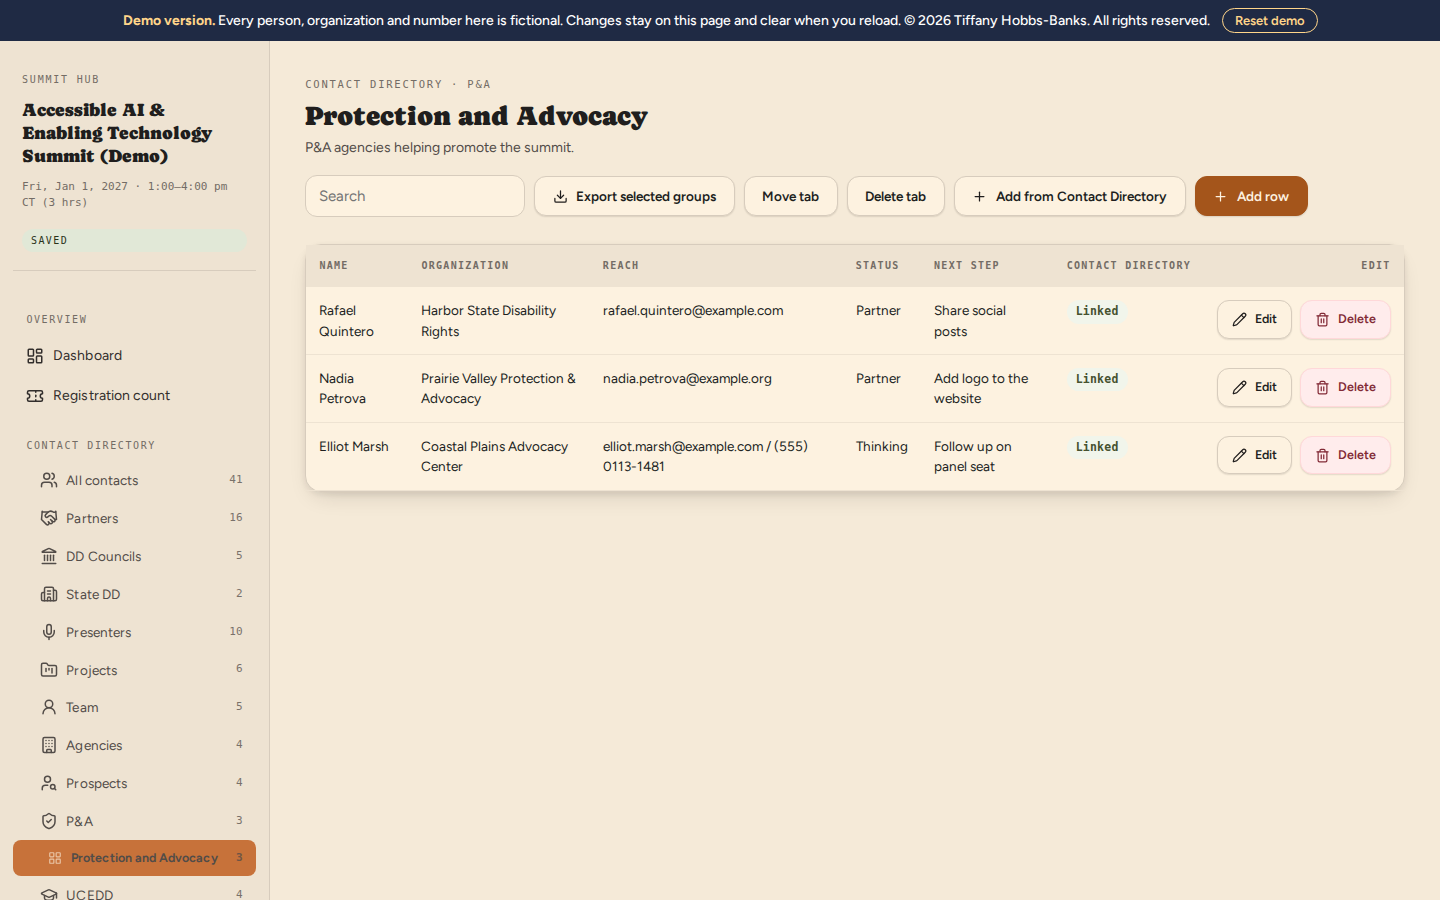 Demo version. Every person, organization and number here is fictional. Changes stay on this page and clear when you reload. © 2026 Tiffany Hobbs-Banks. All rights reserved. Reset demo
SUMMIT HUB
Accessible AI &
Enabling Technology
Summit (Demo)
Fri, Jan 1, 2027 · 1:00–4:00 pm
CT (3 hrs)
SAVED
OVERVIEW
Dashboard
Registration count
CONTACT DIRECTORY
All contacts 41
Partners 16
DD Councils 5
State DD 2
Presenters 10
Projects 6
Team 5
Agencies 4
Prospects 4
P&A 3
Protection and Advocacy 3
UCEDD 4
CONTACT DIRECTORY · P&A
Protection and Advocacy
P&A agencies helping promote the summit.
Search Export selected groups Move tab Delete tab Add from Contact Directory Add row
NAME ORGANIZATION REACH STATUS NEXT STEP CONTACT DIRECTORY EDIT
Rafael Harbor State Disability rafael.quintero@example.com Partner Share social Linked Edit Delete
Quintero Rights posts
Nadia Prairie Valley Protection & nadia.petrova@example.org Partner Add logo to the Linked Edit Delete
Petrova Advocacy website
Elliot Marsh Coastal Plains Advocacy elliot.marsh@example.com / (555) Thinking Follow up on Linked Edit Delete
Center 0113-1481 panel seat